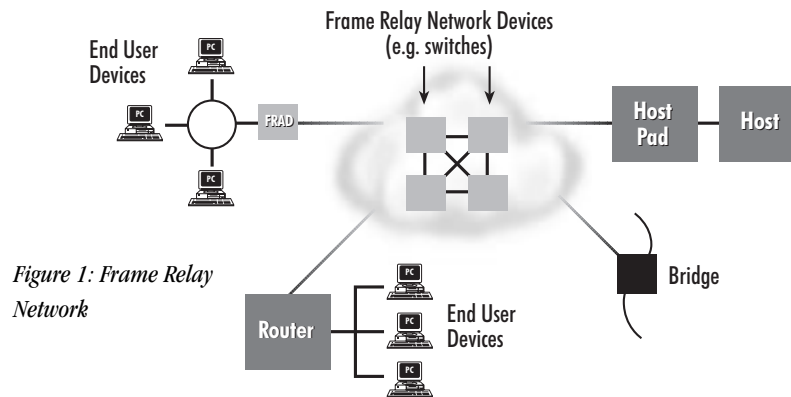 Frame Relay Network Devices
(e.g. switches)
End User
Devices
PC
PC
PC
FRAD
Host
Pad
Host
Figure 1: Frame Relay
Network
Router
PC
PC
PC
End User
Devices
Bridge